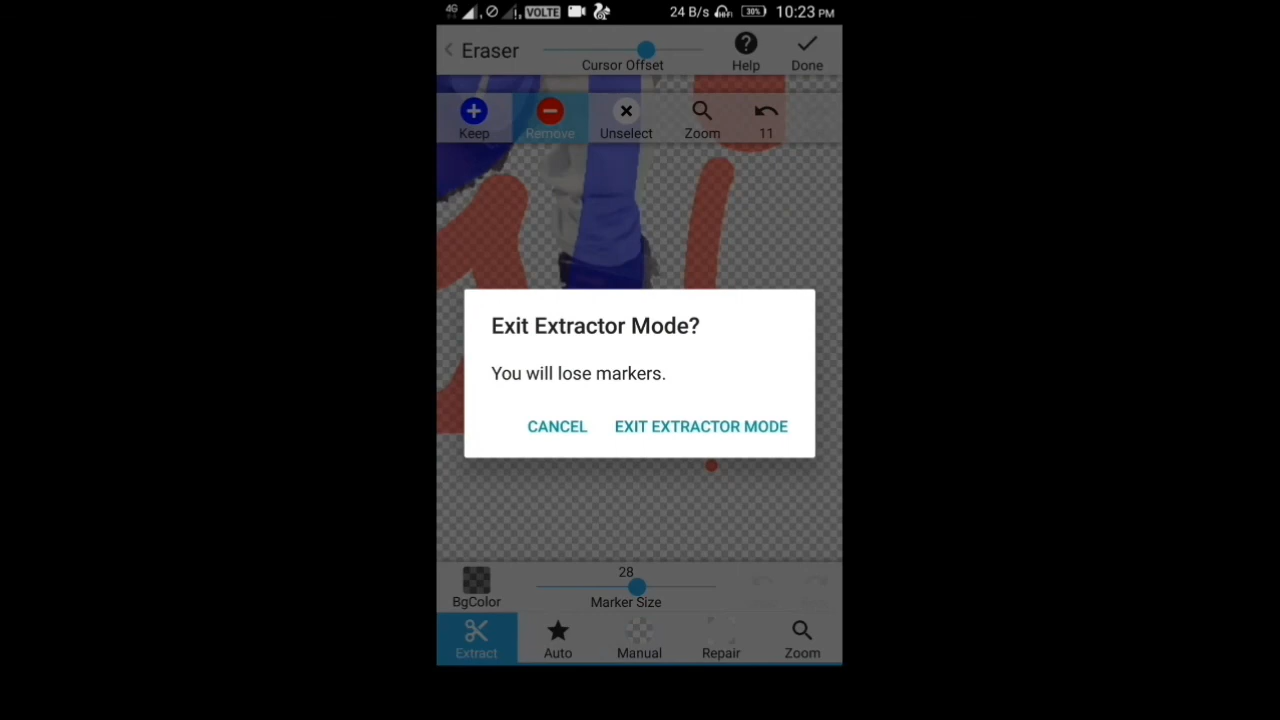 4G VOLTE 24 B/s 30% 10:23 PM
Eraser
Cursor Offset
Help
Done
Keep
Remove
Unselect
Zoom
11
Exit Extractor Mode?
You will lose markers.
CANCEL EXIT EXTRACTOR MODE
28
BgColor
Marker Size
Extract
Auto
Manual
Repair
Zoom